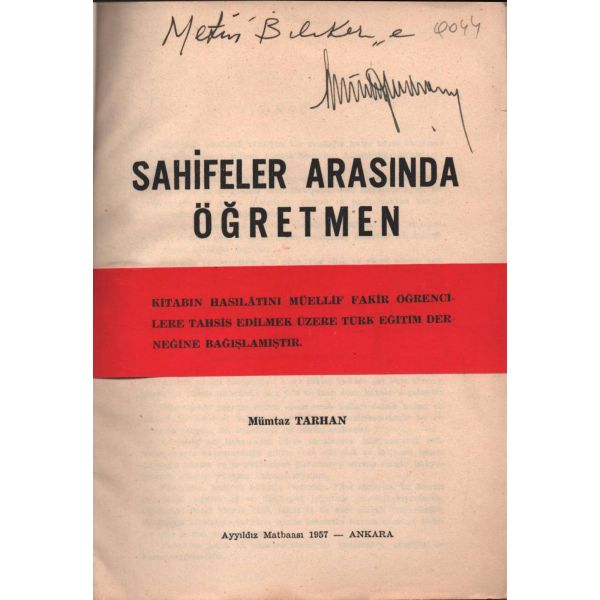 Metin Bilker'e
SAHİFELER ARASINDA
ÖĞRETMEN
KİTABIN HASILÂTINI MÜELLİF FAKİR ÖĞRENCİ-
LERE TAHSİS EDİLMEK ÜZERE TÜRK EĞİTİM DER-
NEĞİNE BAĞIŞLAMIŞTIR.
Mümtaz TARHAN
Ayyıldız Matbaası 1957 — ANKARA